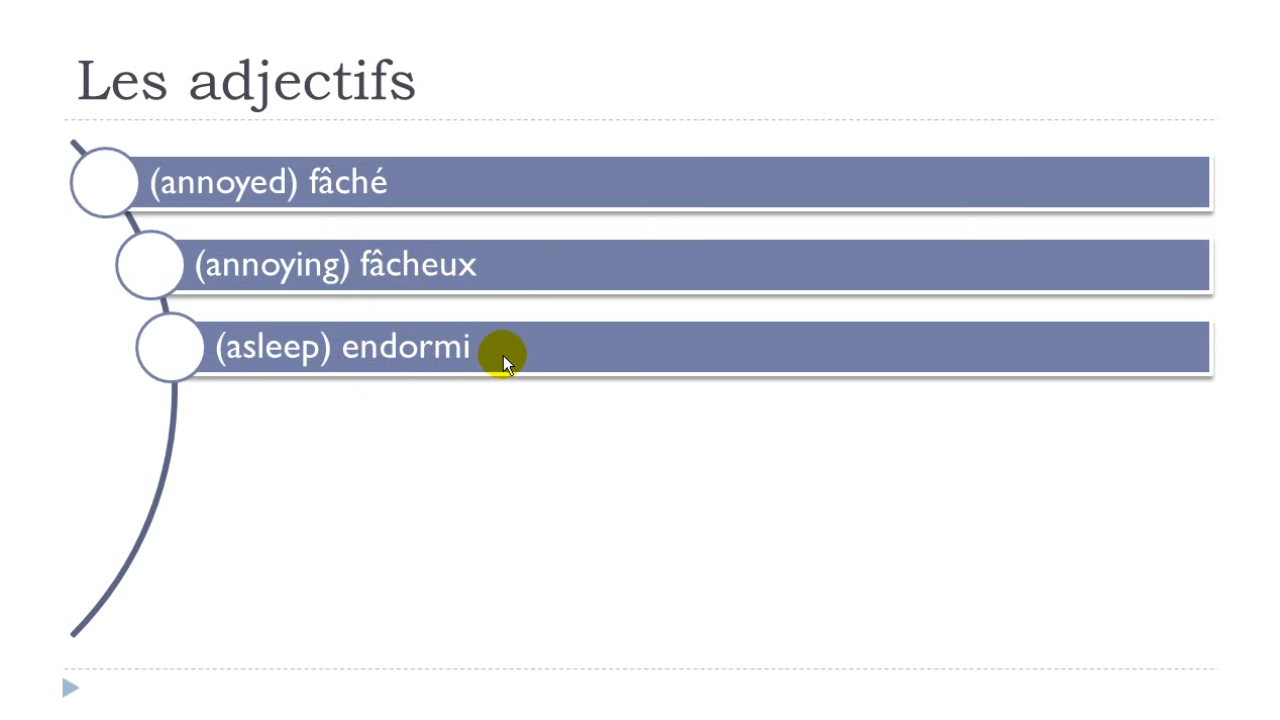 Les adjectifs
(annoyed) fâché
(annoying) fâcheux
(asleep) endormi